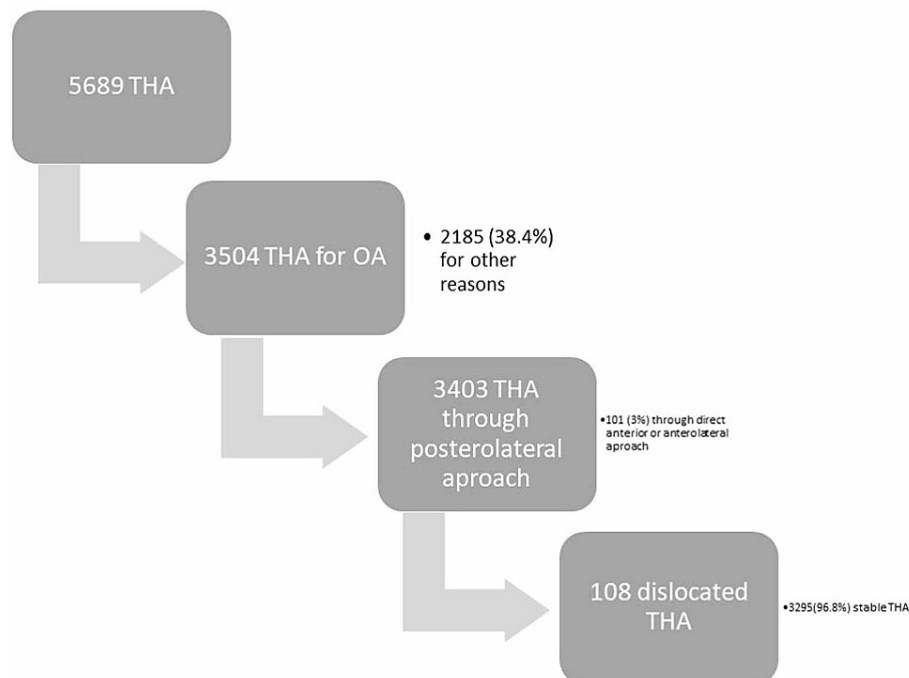 5689 THA
3504 THA for OA
• 2185 (38.4%)
for other
reasons
3403 THA
through
posterolateral
aproach
•101 (3%) through direct
anterior or anterolateral
aproach
108 dislocated
THA
•3295(96.8%) stable THA